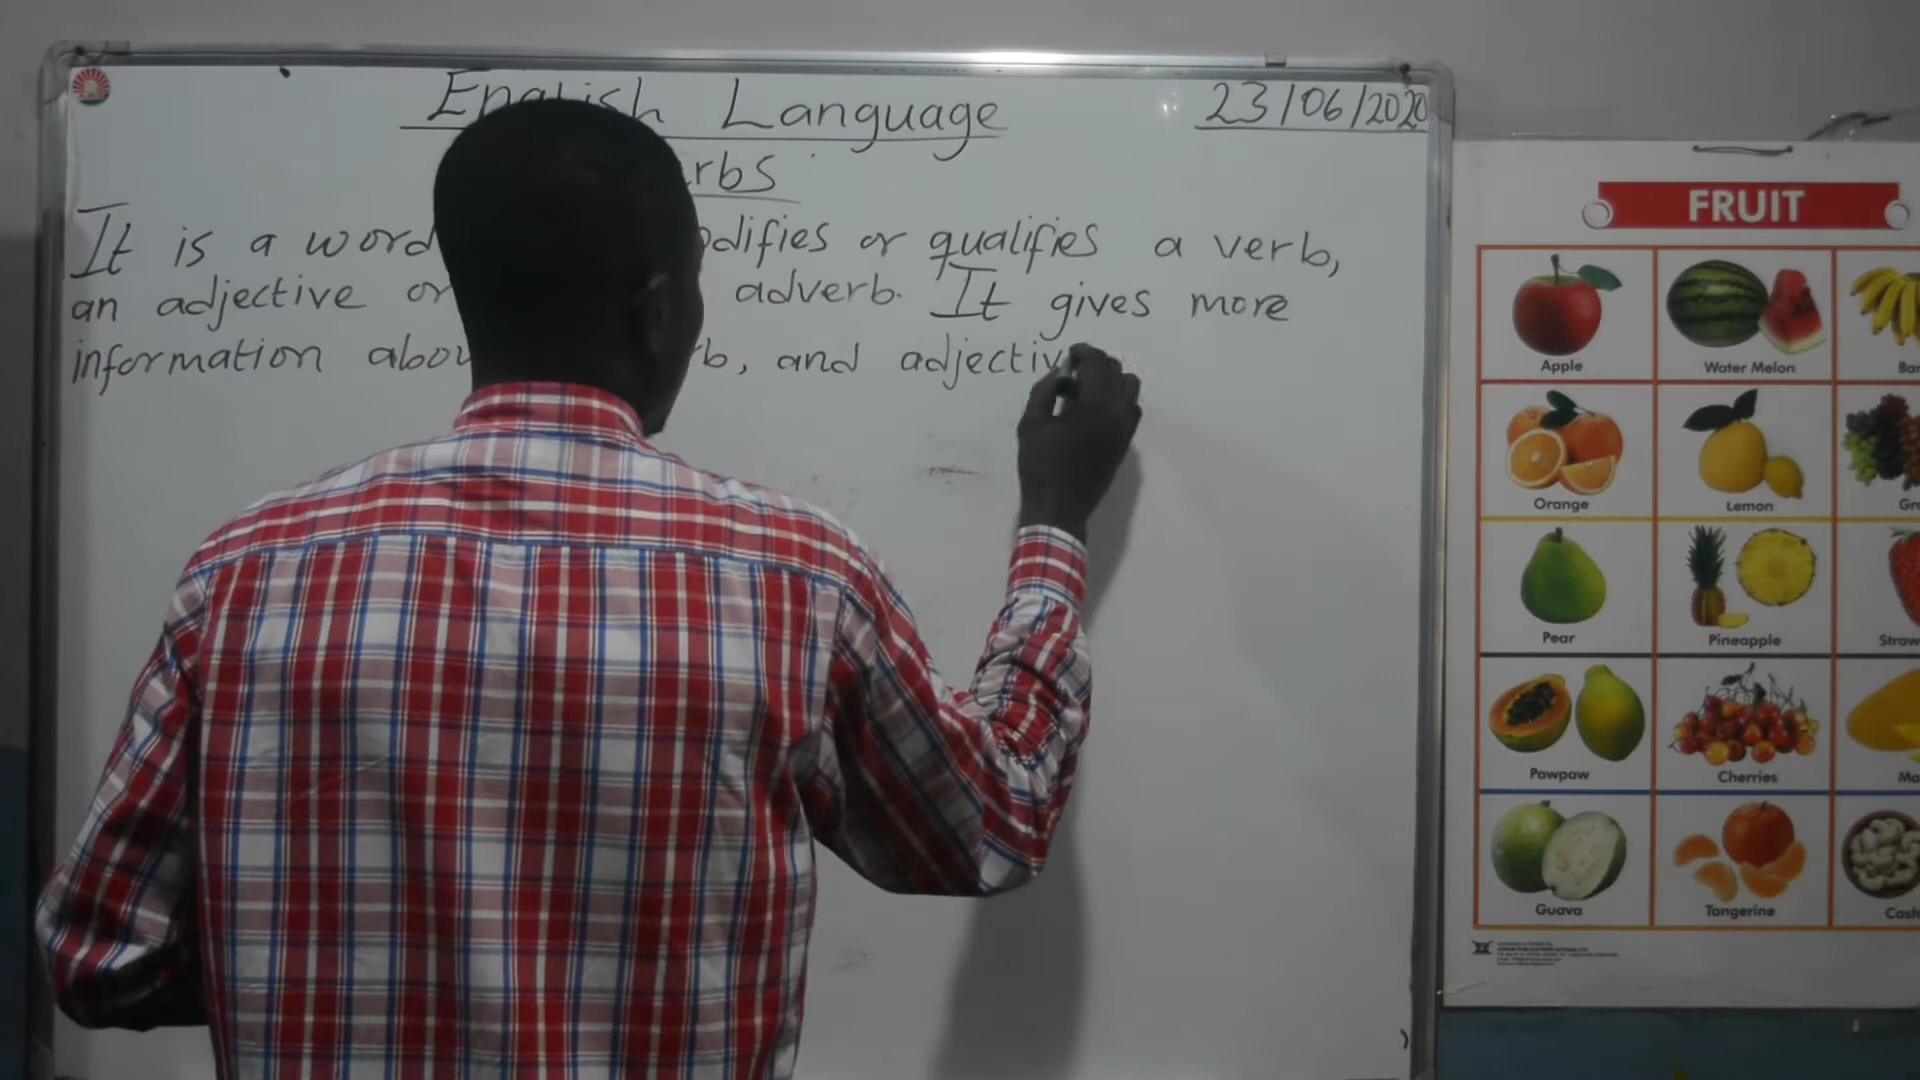 English Language 23/06/2020
rbs
It is a word odifies or qualifies a verb,
an adjective or adverb. It gives more
information abou rb, and adjectiv
FRUIT
Apple Water Melon Ba
Orange Lemon Gr
Pear Pineapple Straw
Pawpaw Cherries Ma
Guava Tangerine Cash